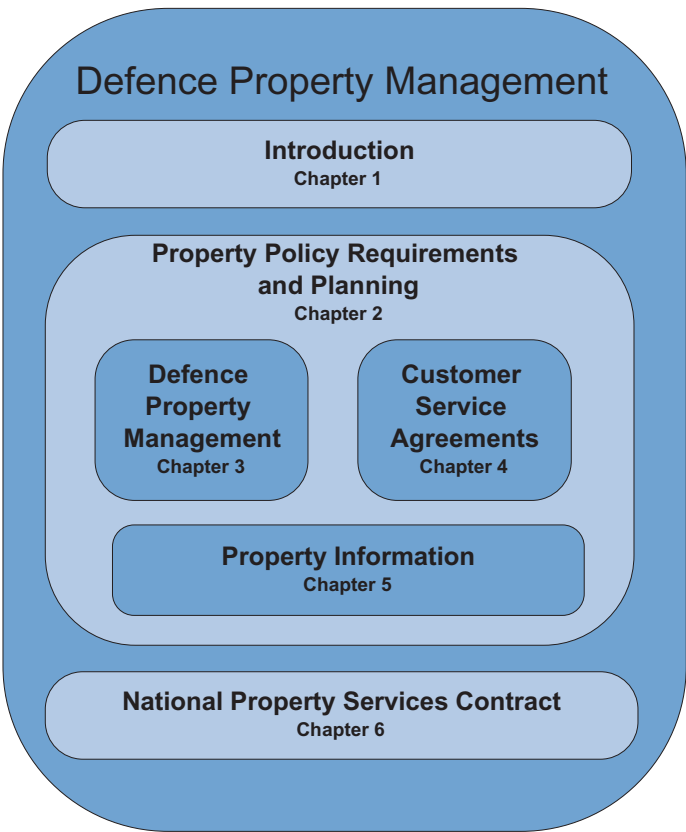 Defence Property Management
Introduction
Chapter 1
Property Policy Requirements
and Planning
Chapter 2
Defence
Property
Management
Chapter 3
Customer
Service
Agreements
Chapter 4
Property Information
Chapter 5
National Property Services Contract
Chapter 6